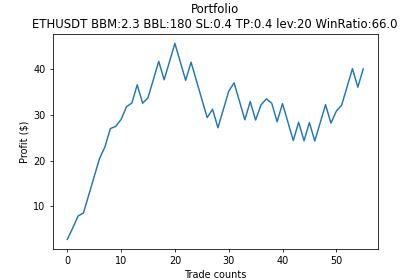 Portfolio
ETHUSDT BBM:2.3 BBL:180 SL:0.4 TP:0.4 lev:20 WinRatio:66.0
Profit ($)
40
30
20
10
0 10 20 30 40 50
Trade counts